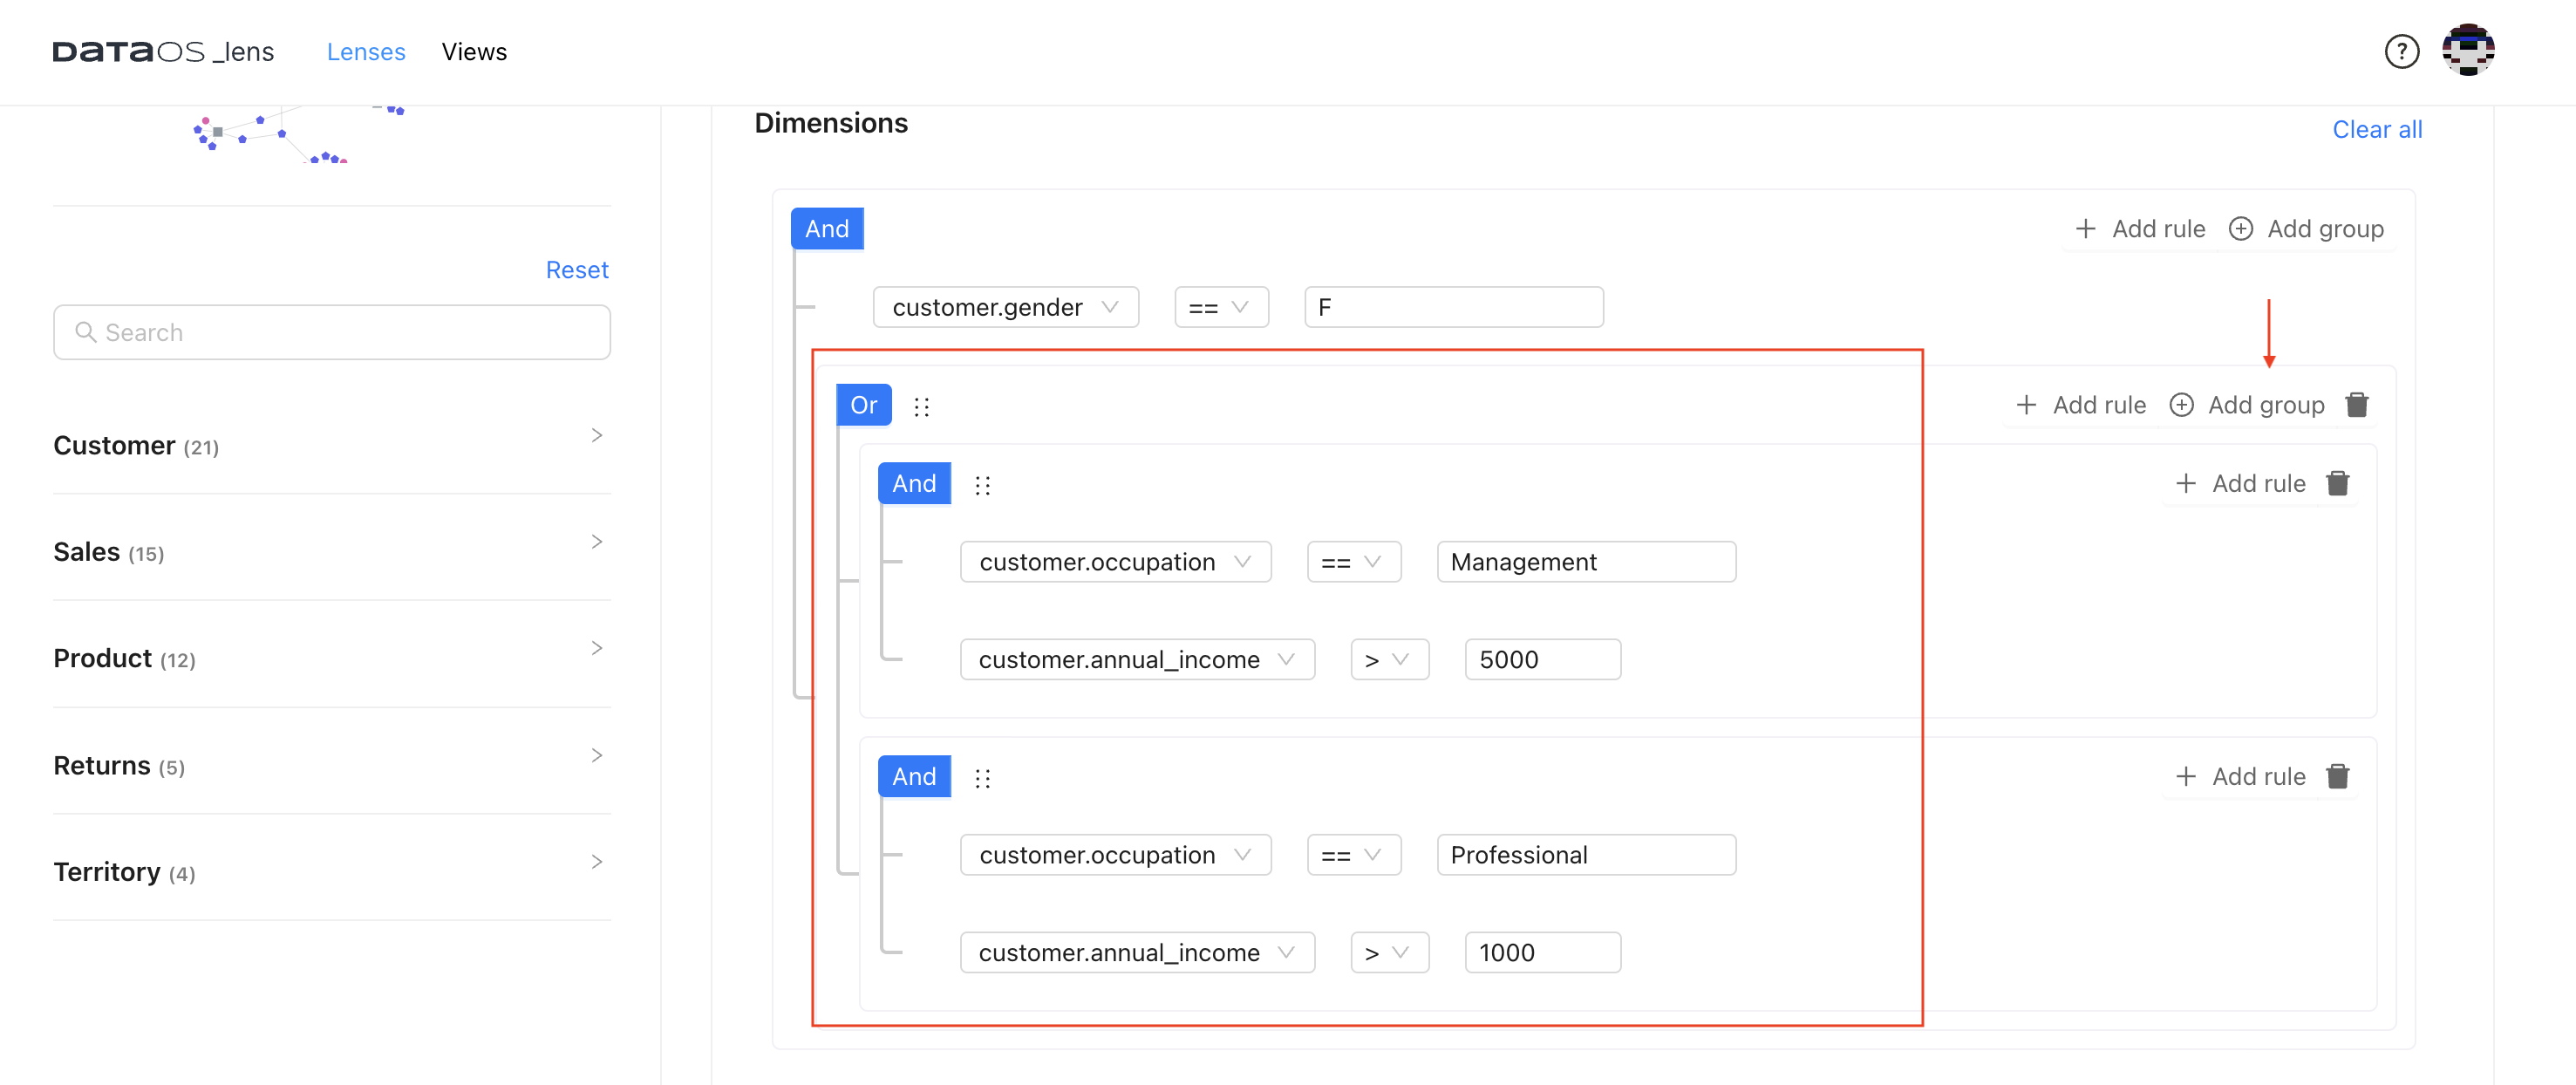 DATAOS _lens Lenses Views ?
Dimensions
Clear all
Reset
Search
Customer (21)
Sales (15)
Product (12)
Returns (5)
Territory (4)
And + Add rule Add group
customer.gender == F
Or + Add rule Add group
And + Add rule
customer.occupation == Management
customer.annual_income > 5000
And + Add rule
customer.occupation == Professional
customer.annual_income > 1000